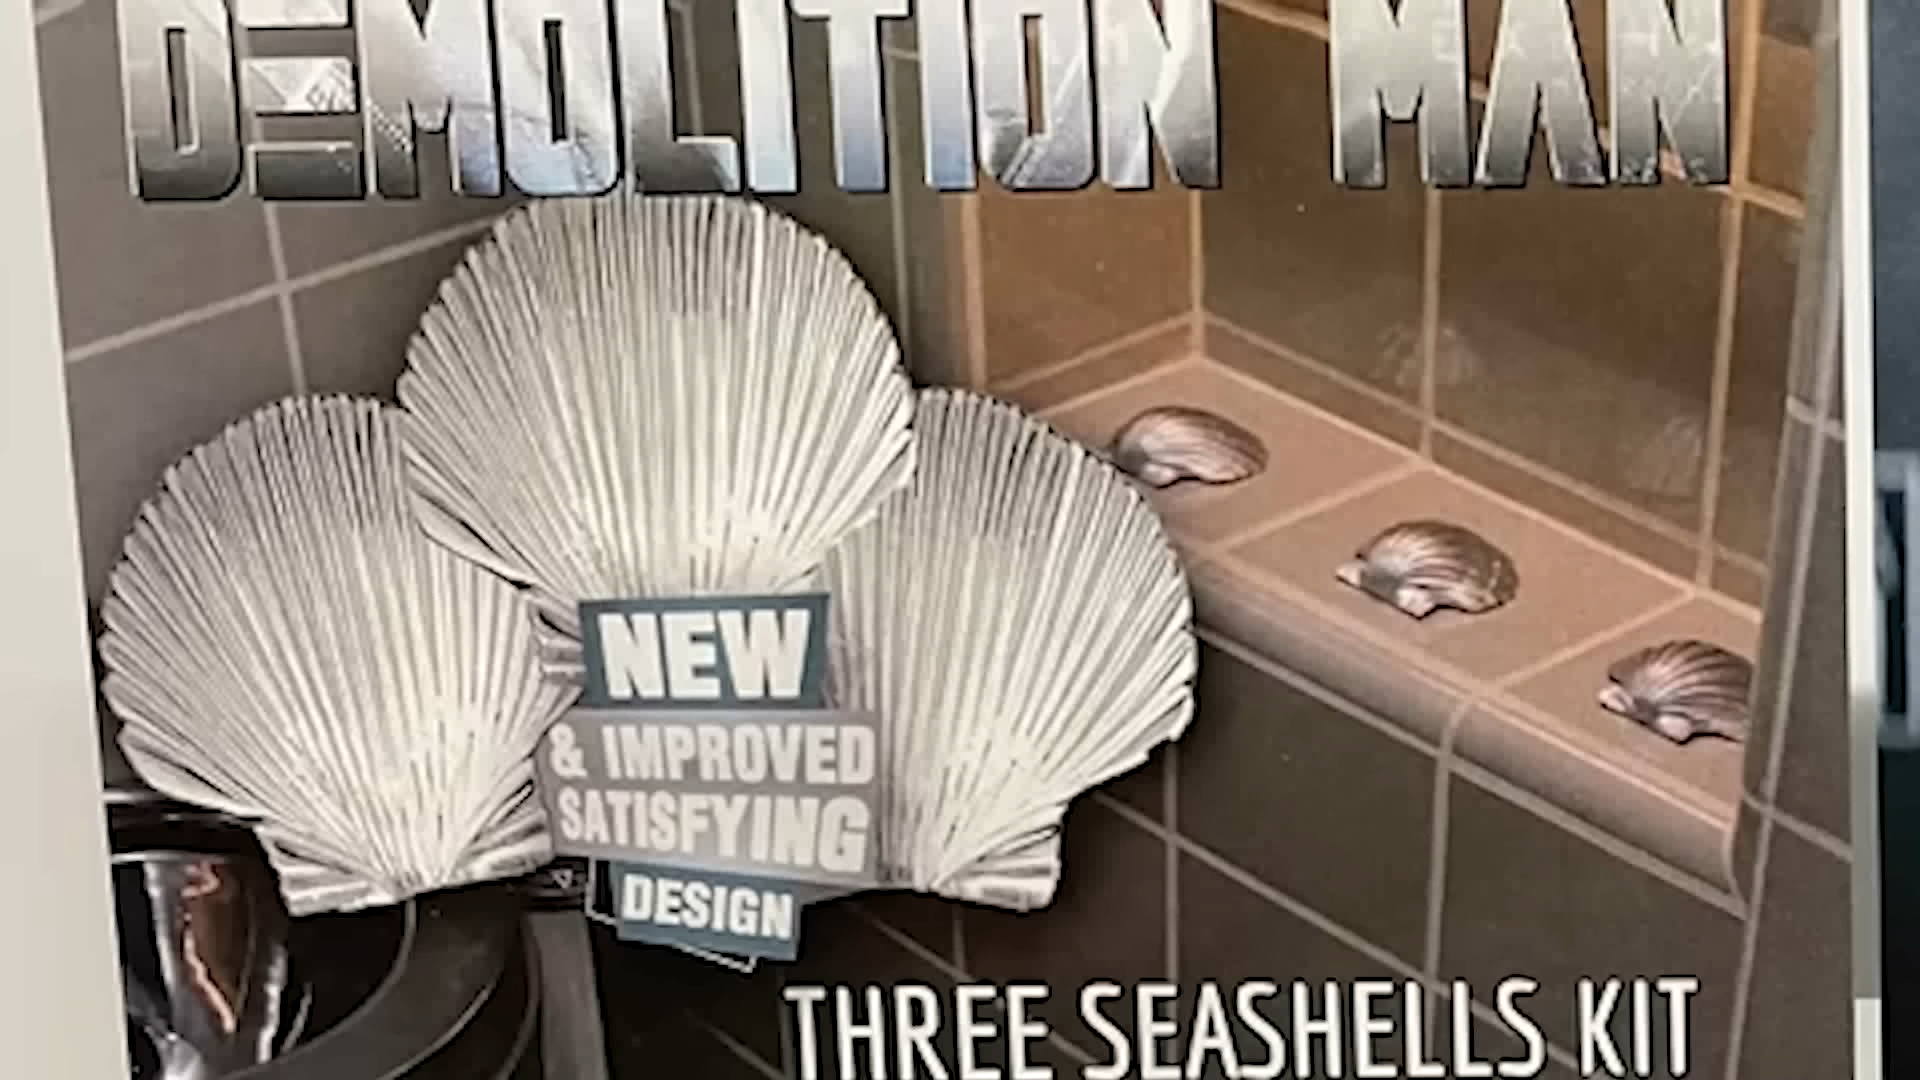 DEMOLITION MAN
NEW
& IMPROVED
SATISFYING
DESIGN
THREE SEASHELLS KIT